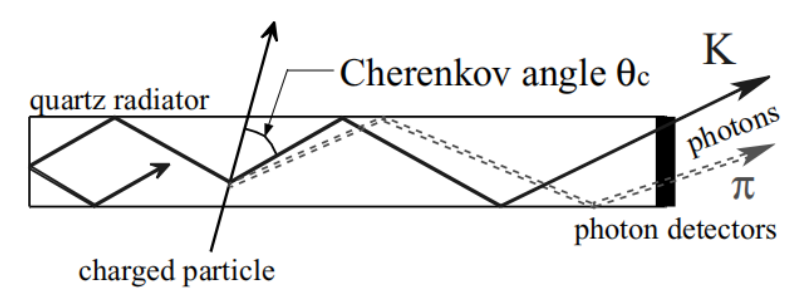 K
Cherenkov angle θc
quartz radiator
photons
π
photon detectors
charged particle